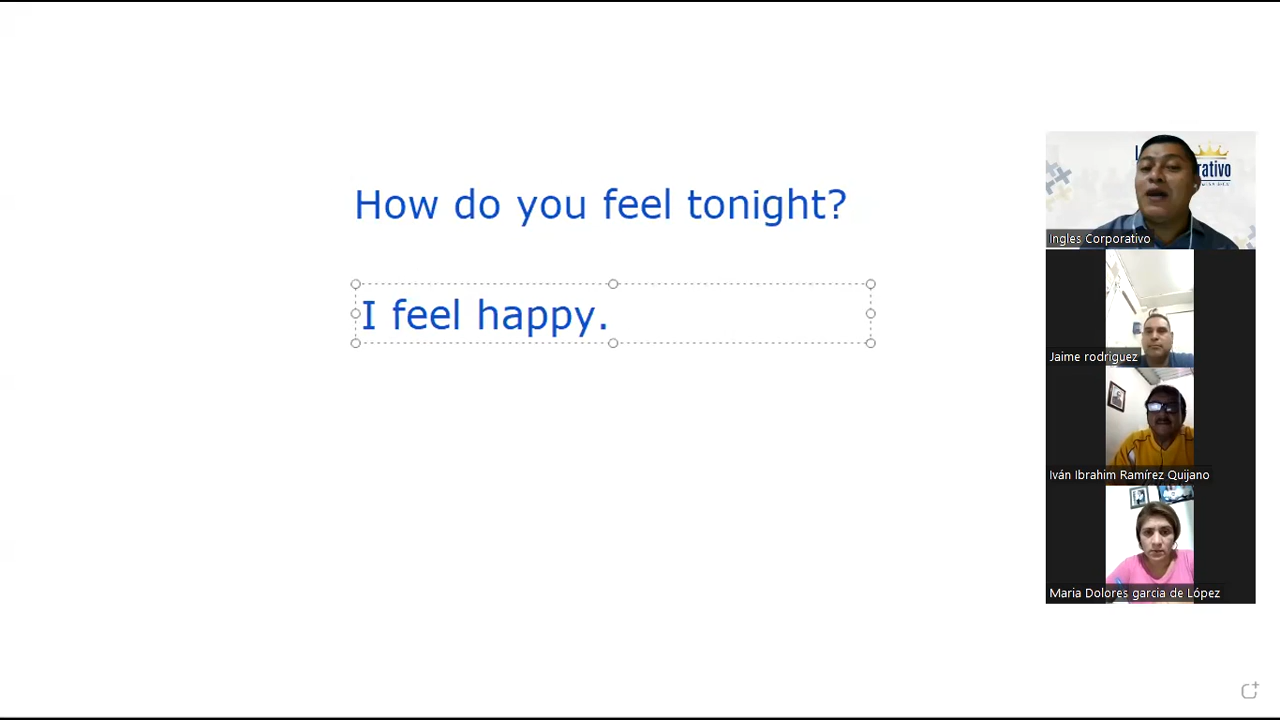 How do you feel tonight?
I feel happy.
rativo
Ingles Corporativo
Jaime rodriguez
Iván Ibrahim Ramírez Quijano
Maria Dolores garcia de López